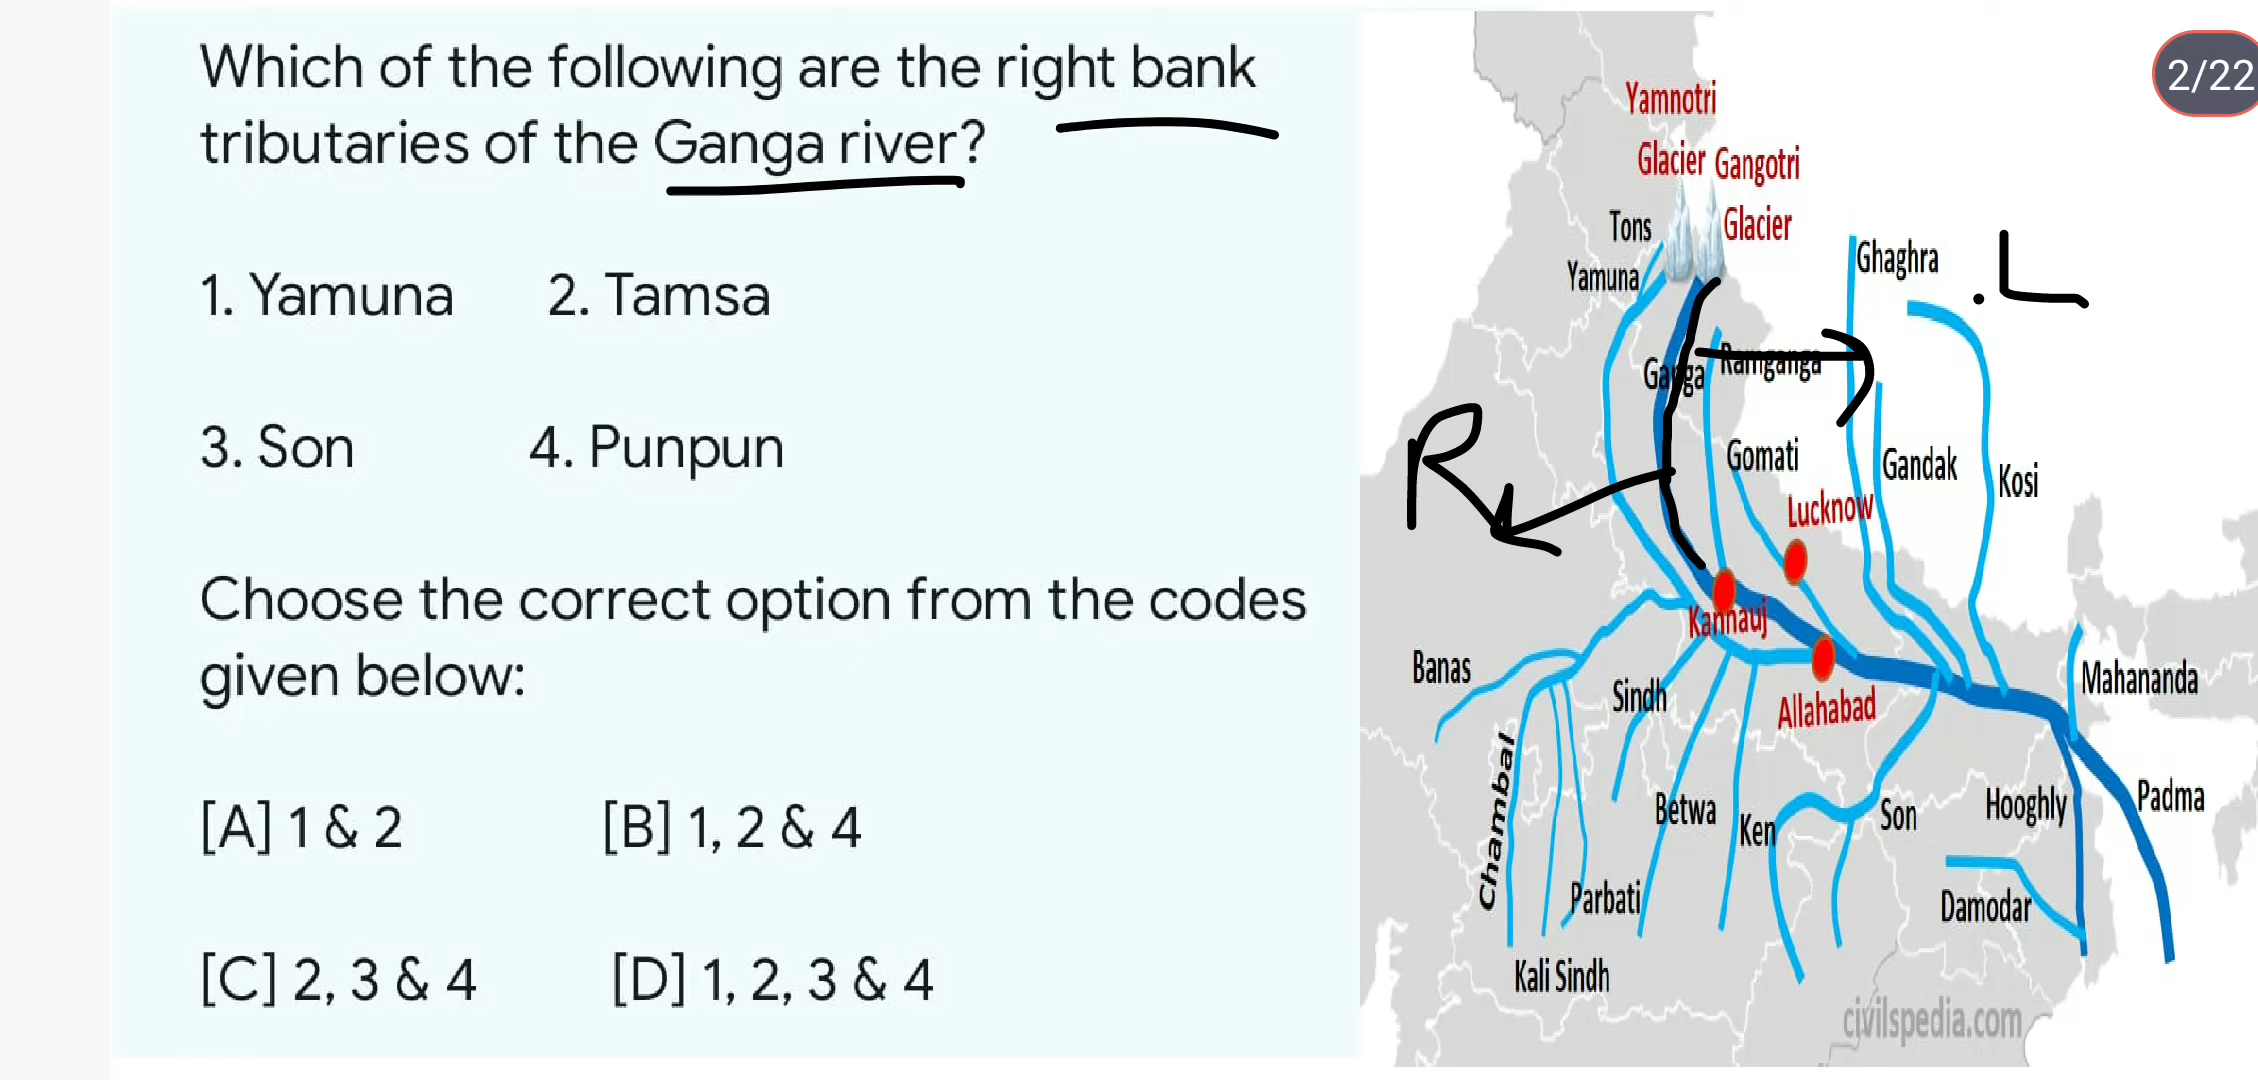 Which of the following are the right bank
tributaries of the Ganga river?
1. Yamuna 2. Tamsa
3. Son 4. Punpun
Choose the correct option from the codes
given below:
[A] 1 & 2 [B] 1, 2 & 4
[C] 2, 3 & 4 [D] 1, 2, 3 & 4
2/22
Yamnotri
Glacier
Gangotri
Glacier
Tons
Yamuna
Ghaghra
L
Ganga
Ramganga
R
Gomati
Gandak
Kosi
Lucknow
Kannauj
Banas
Sindh
Allahabad
Mahananda
Chambal
Betwa
Ken
Son
Hooghly
Padma
Parbati
Damodar
Kali Sindh
civilspedia.com